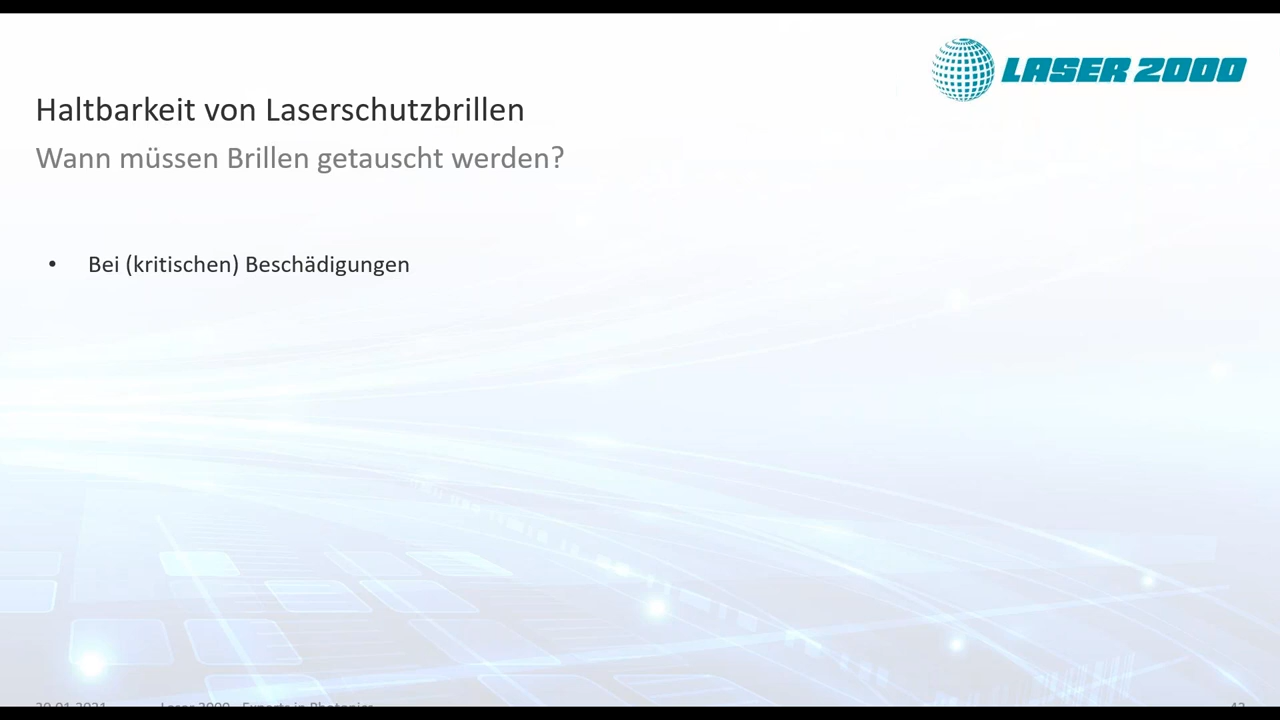 LASER 2000
Haltbarkeit von Laserschutzbrillen
Wann müssen Brillen getauscht werden?
• Bei (kritischen) Beschädigungen